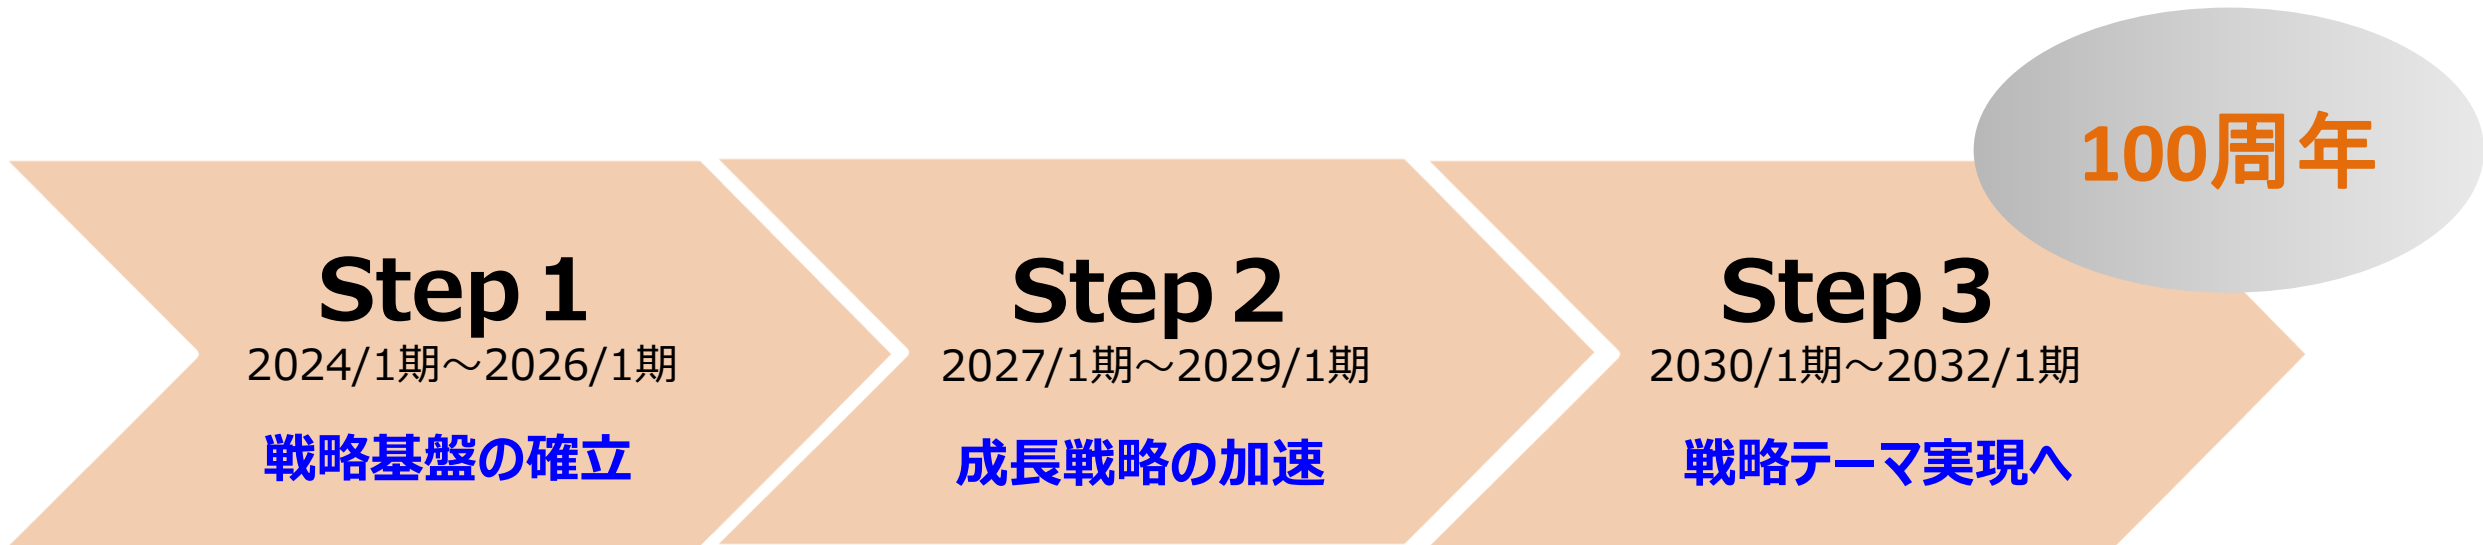 100周年
Step 1
2024/1期～2026/1期
戦略基盤の確立
Step 2
2027/1期～2029/1期
成長戦略の加速
Step 3
2030/1期～2032/1期
戦略テーマ実現へ